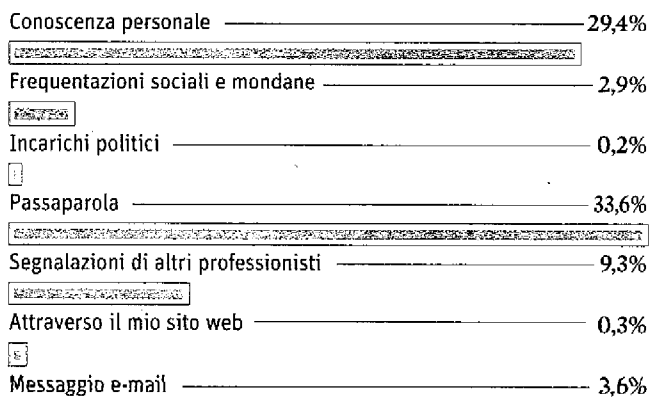 Conoscenza personale 29,4%
Frequentazioni sociali e mondane 2,9%
Incarichi politici 0,2%
Passaparola 33,6%
Segnalazioni di altri professionisti 9,3%
Attraverso il mio sito web 0,3%
Messaggio e-mail 3,6%